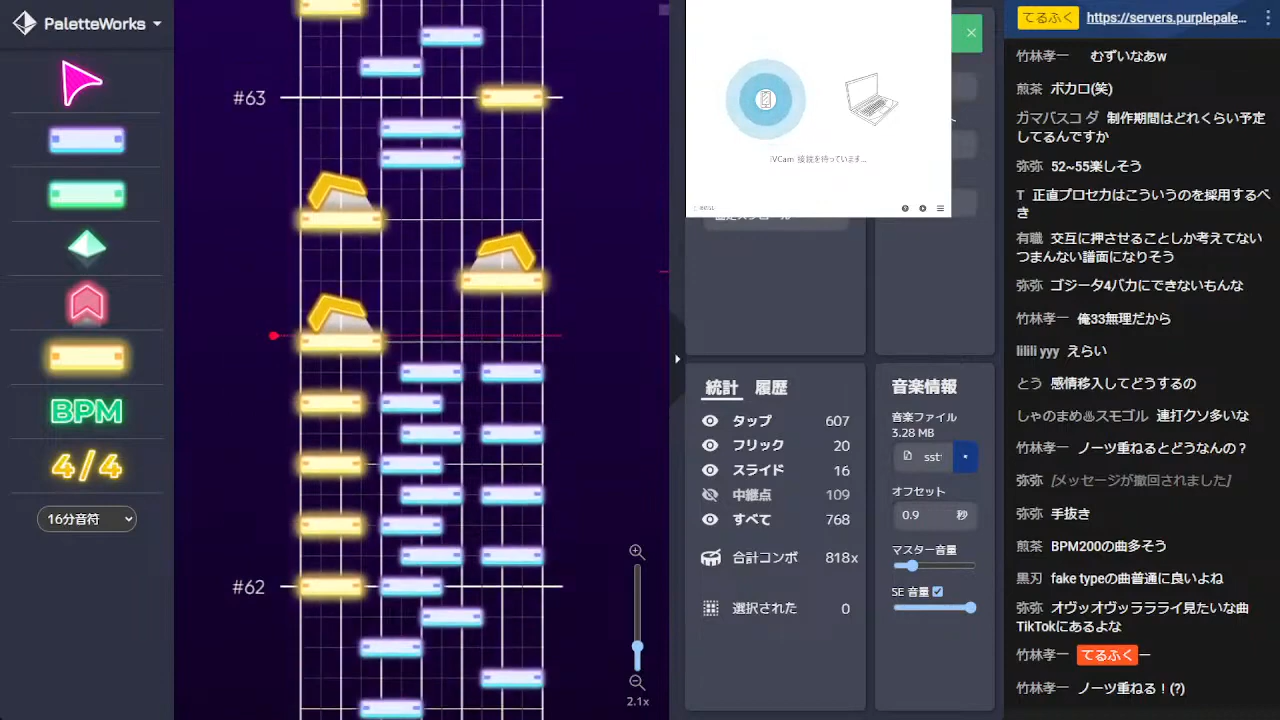 PaletteWorks
BPM
4/4
16分音符
#63
#62
2.1x
iVCam 接続を待っています...
統計 履歴
タップ 607
フリック 20
スライド 16
中継点 109
すべて 768
合計コンボ 818x
選択された 0
音楽情報
音楽ファイル
3.28 MB
オフセット
0.9 秒
マスター音量
SE 音量
てるふく https://servers.purplepale...
竹林孝一 むずいなあw
煎茶 ボカロ(笑)
ガマバスコ ダ 制作期間はどれくらい予定
してるんですか
弥弥 52~55楽しそう
T 正直プロセカはこういうのを採用するべ
き
有職 交互に押させることしか考えてない
つまんない譜面になりそう
弥弥 ゴジータ4バカにできないもんな
竹林孝一 俺33無理だから
lililil yyy えらい
とう 感情移入してどうするの
しゃのまめ♨スモゴル 連打クソ多いな
竹林孝一 ノーツ重ねるとどうなんの？
弥弥 [メッセージが撤回されました]
弥弥 手抜き
煎茶 BPM200の曲多そう
黒刃 fake typeの曲普通に良いよね
弥弥 オヴッオヴッララライ見たいな曲
TikTokにあるよな
竹林孝一 てるふくー
竹林孝一 ノーツ重ねる！(?)